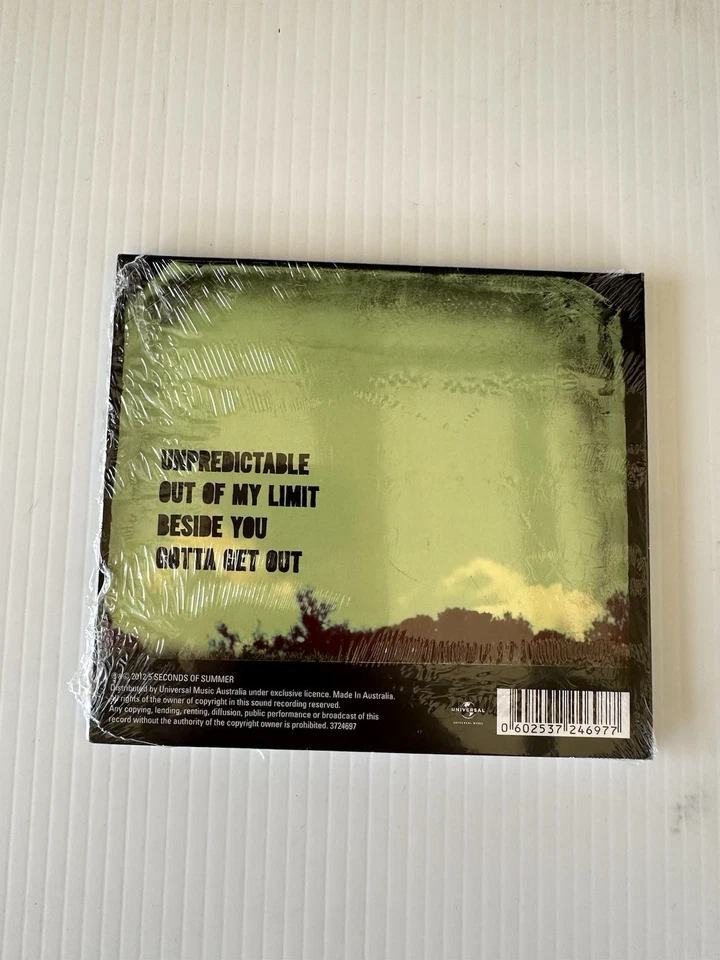 UNPREDICTABLE
OUT OF MY LIMIT
BESIDE YOU
GOTTA GET OUT
℗ © 2012 5 SECONDS OF SUMMER
Distributed by Universal Music Australia under exclusive licence. Made In Australia.
All rights of the owner of copyright in this sound recording reserved.
Any copying, lending, renting, diffusion, public performance or broadcast of this
record without the authority of the copyright owner is prohibited. 3724697
UNIVERSAL
UNIVERSAL MUSIC
0 602537 246977